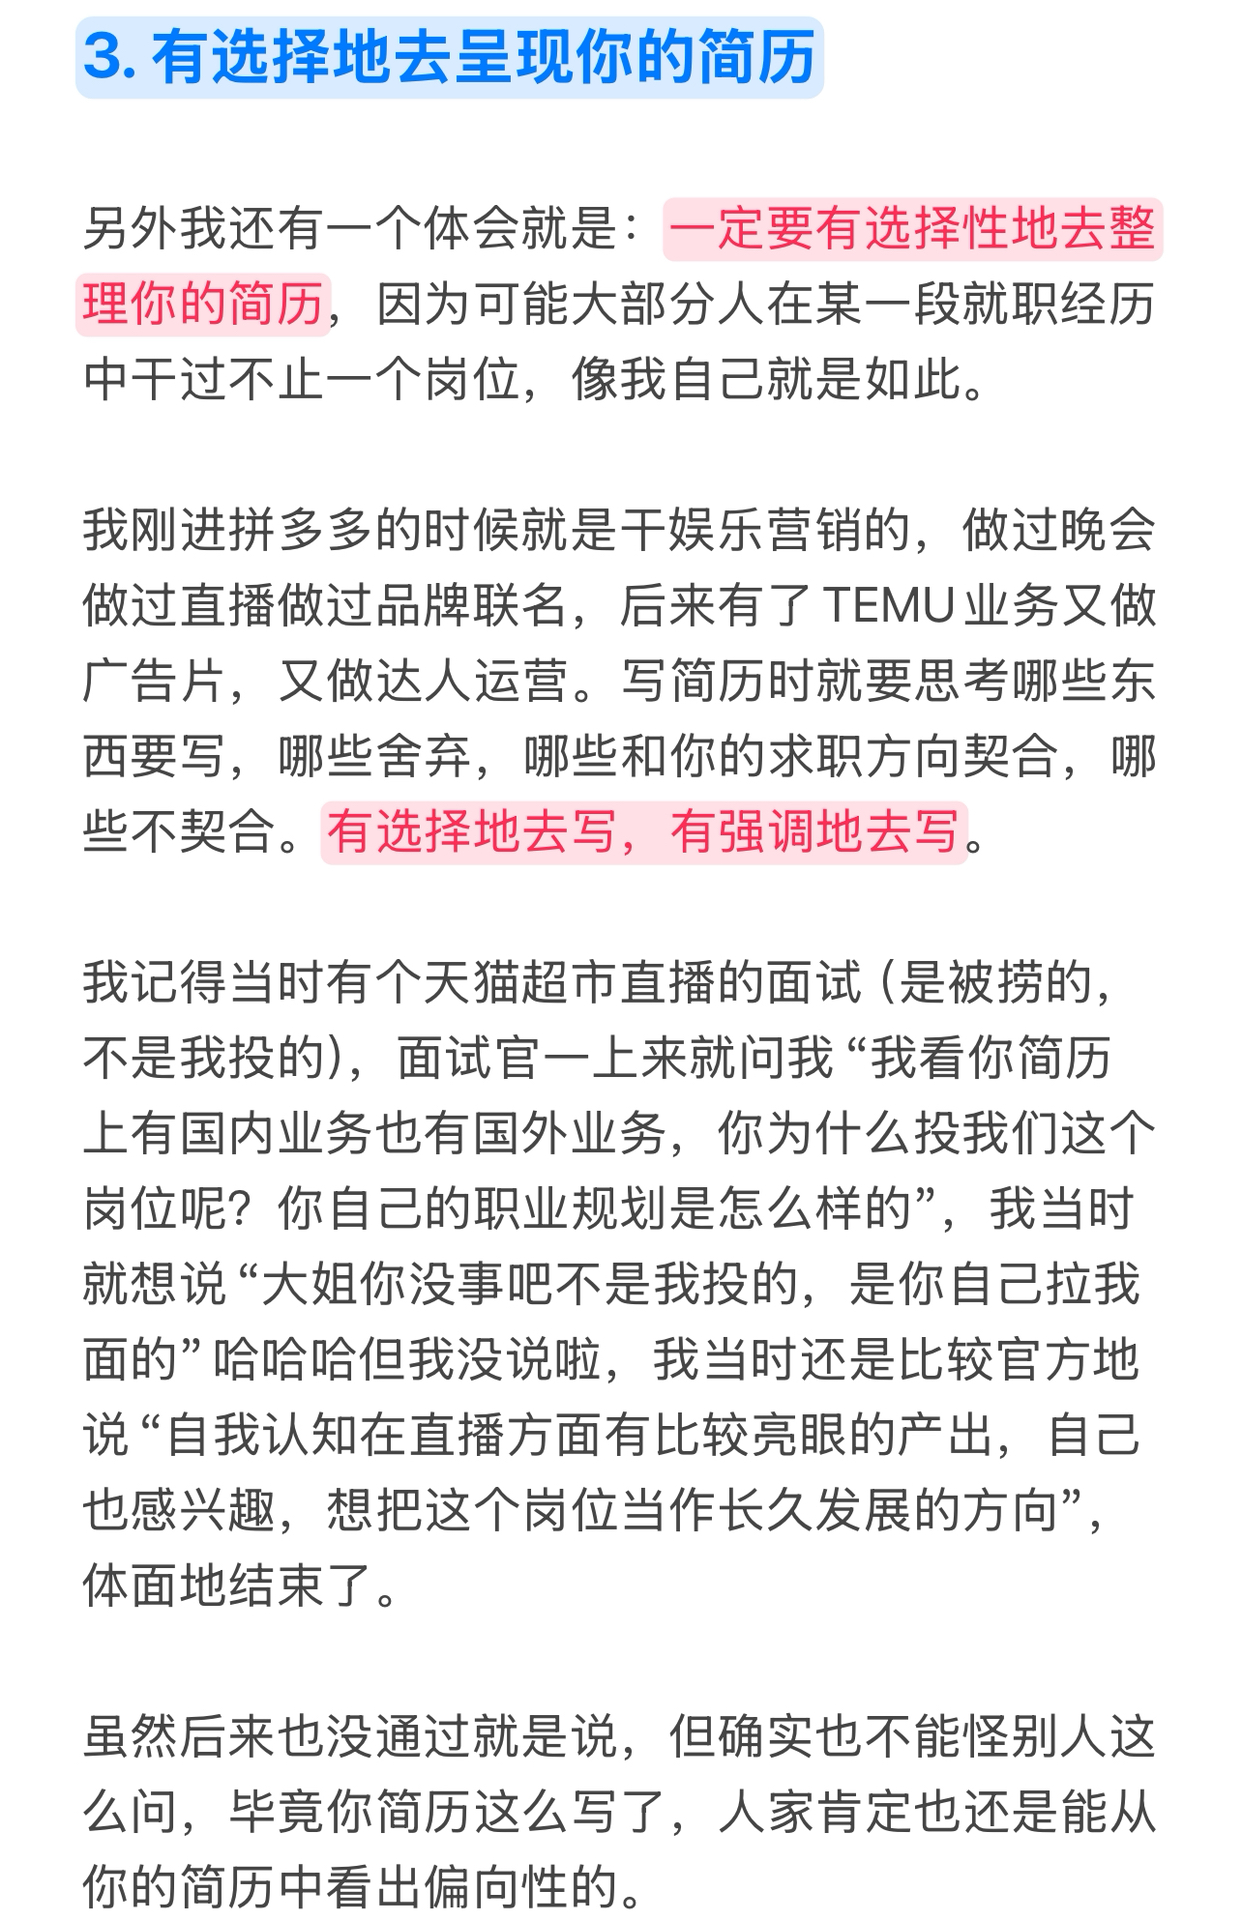 3. 有选择地去呈现你的简历
另外我还有一个体会就是：一定要有选择性地去整
理你的简历，因为可能大部分人在某一段就职经历
中干过不止一个岗位，像我自己就是如此。
我刚进拼多多的时候就是干娱乐营销的，做过晚会
做过直播做过品牌联名，后来有了TEMU业务又做
广告片，又做达人运营。写简历时就要思考哪些东
西要写，哪些舍弃，哪些和你的求职方向契合，哪
些不契合。有选择地去写，有强调地去写。
我记得当时有个天猫超市直播的面试（是被捞的，
不是我投的），面试官一上来就问我“我看你简历
上有国内业务也有国外业务，你为什么投我们这个
岗位呢？你自己的职业规划是怎么样的”，我当时
就想说“大姐你没事吧不是我投的，是你自己拉我
面的”哈哈哈但我没说啦，我当时还是比较官方地
说“自我认知在直播方面有比较亮眼的产出，自己
也感兴趣，想把这个岗位当作长久发展的方向”，
体面地结束了。
虽然后来也没通过就是说，但确实也不能怪别人这
么问，毕竟你简历这么写了，人家肯定也还是能从
你的简历中看出偏向性的。